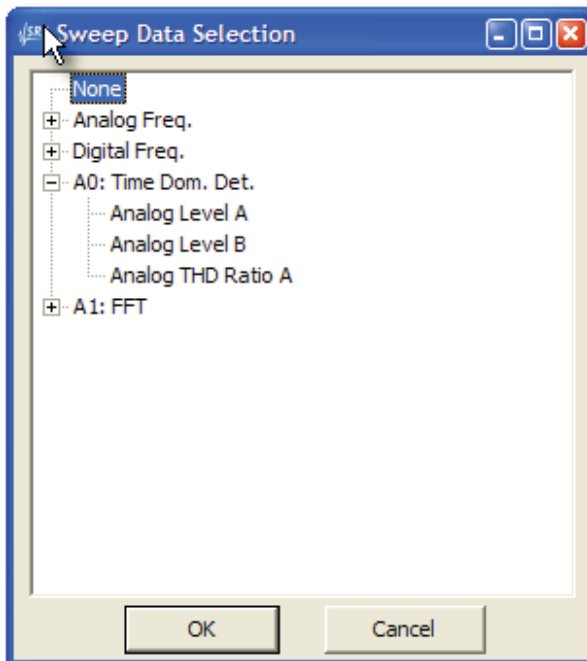 SR Sweep Data Selection
None
Analog Freq.
Digital Freq.
A0: Time Dom. Det.
Analog Level A
Analog Level B
Analog THD Ratio A
A1: FFT
OK Cancel